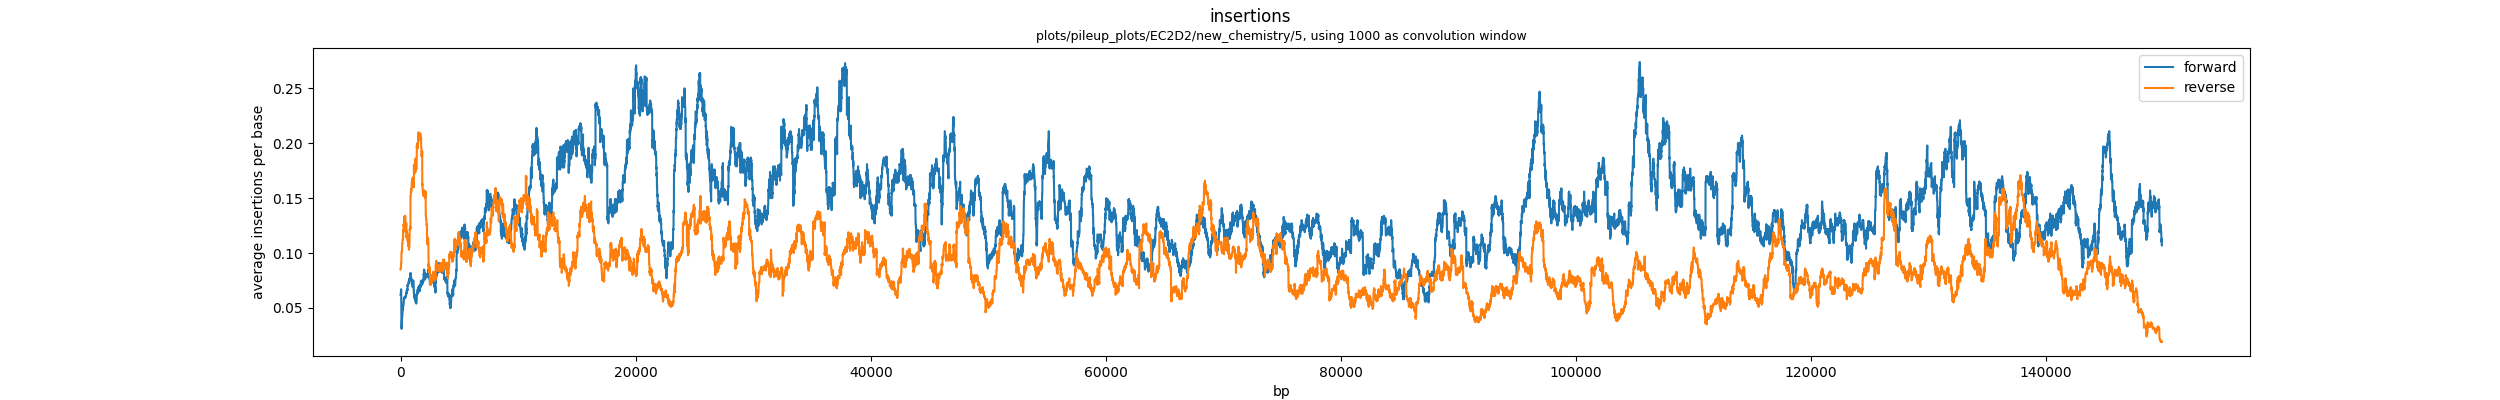 insertions
plots/pileup_plots/EC2D2/new_chemistry/5, using 1000 as convolution window
forward
reverse
average insertions per base
0.25
0.20
0.15
0.10
0.05
0 20000 40000 60000 80000 100000 120000 140000
bp